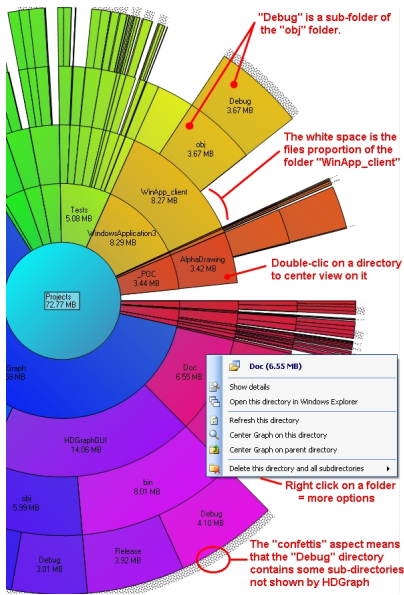 "Debug" is a sub-folder of
the "obj" folder.
Debug
3.67 MB
obj
3.67 MB
The white space is the
files proportion of the
folder "WinApp_client"
WinApp_client
8.27 MB
Tests
5.08 MB
WindowsApplication3
8.29 MB
AlphaDrawing
3.42 MB
_POC
3.44 MB
Double-clic on a directory
to center view on it
Projects
72.77 MB
Doc
6.55 MB
Doc (6.55 MB)
Show details
Open this directory in Windows Explorer
Refresh this directory
Center Graph on this directory
Center Graph on parent directory
Delete this directory and all subdirectories
Right click on a folder
= more options
HDGraphGUI
14.06 MB
bin
8.01 MB
obj
5.99 MB
Debug
4.10 MB
Release
3.92 MB
Debug
3.01 MB
The "confettis" aspect means
that the "Debug" directory
contains some sub-directories
not shown by HDGraph